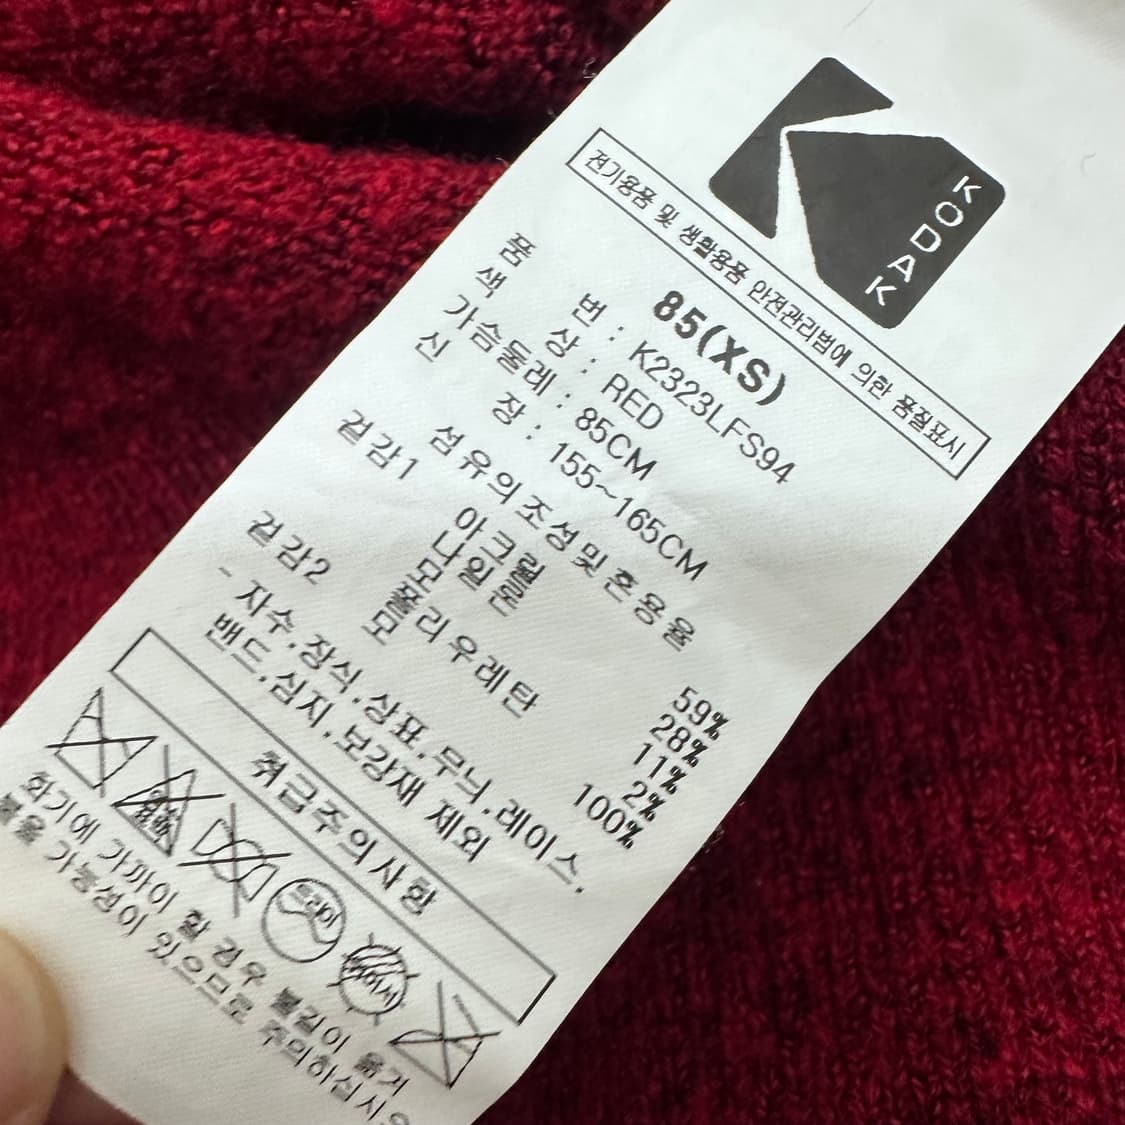 KODAK
전기용품 및 생활용품 안전관리법에 의한 품질표시
85(XS)
품 번 : K2323LFS94
색 상 : RED
가슴둘레 : 85CM
신 장 : 155~165CM
섬유의조성및혼용율
겉감1 아크릴 59%
나일론 28%
모 11%
폴리우레탄 2%
겉감2 모 100%
- 자수,장식,상표,무늬,레이스,
밴드,심지,보강재 제외
취급주의사항
드라이
화기에 가까이 할 경우 불길이 옮겨
붙을 가능성이 있으므로 주의하십시오